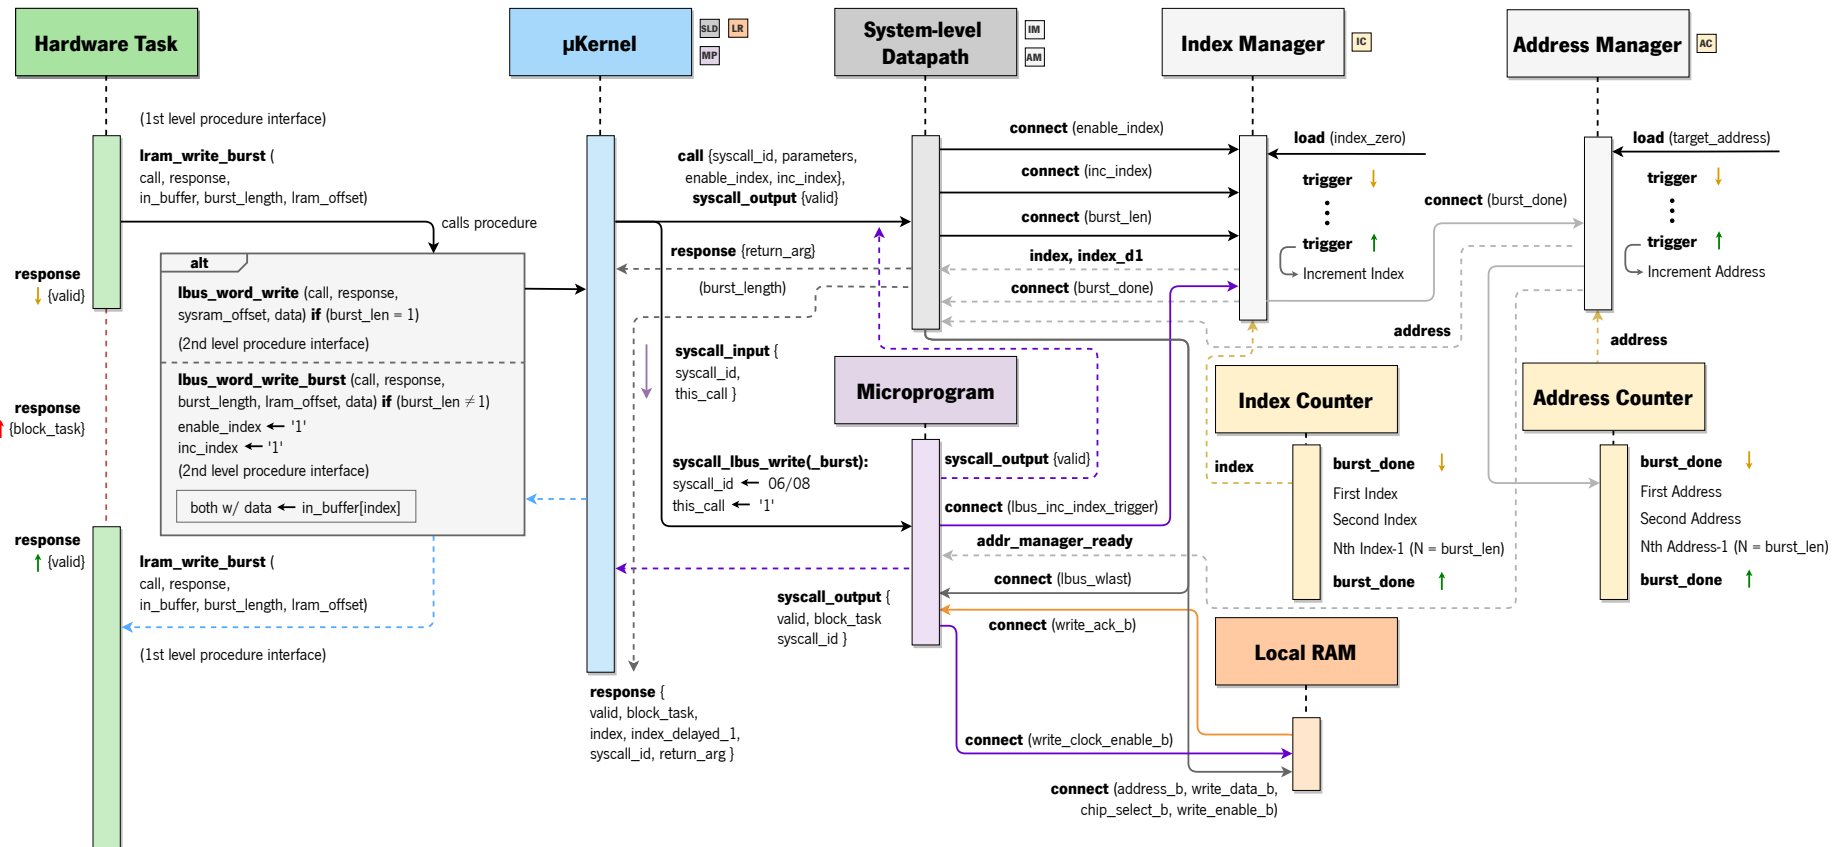 Hardware Task
µKernel
SLD
LR
MP
System-level
Datapath
IM
AM
Index Manager
IC
Address Manager
AC
(1st level procedure interface)
lram_write_burst (
call, response,
in_buffer, burst_length, lram_offset)
calls procedure
response
{valid}
alt
lbus_word_write (call, response,
sysram_offset, data) if (burst_len = 1)
(2nd level procedure interface)
lbus_word_write_burst (call, response,
burst_length, lram_offset, data) if (burst_len ≠ 1)
enable_index ← '1'
inc_index ← '1'
(2nd level procedure interface)
both w/ data ← in_buffer[index]
response
{block_task}
response
{valid}
lram_write_burst (
call, response,
in_buffer, burst_length, lram_offset)
(1st level procedure interface)
call {syscall_id, parameters,
enable_index, inc_index},
syscall_output {valid}
response {return_arg}
(burst_length)
syscall_input {
syscall_id,
this_call }
syscall_lbus_write(_burst):
syscall_id ← 06/08
this_call ← '1'
syscall_output {
valid, block_task
syscall_id }
response {
valid, block_task,
index, index_delayed_1,
syscall_id, return_arg }
connect (enable_index)
connect (inc_index)
connect (burst_len)
index, index_d1
connect (burst_done)
Microprogram
syscall_output {valid}
connect (lbus_inc_index_trigger)
addr_manager_ready
connect (lbus_wlast)
connect (write_ack_b)
connect (write_clock_enable_b)
connect (address_b, write_data_b,
chip_select_b, write_enable_b)
load (index_zero)
trigger
trigger
Increment Index
connect (burst_done)
address
load (target_address)
trigger
trigger
Increment Address
address
Index Counter
index
burst_done
First Index
Second Index
Nth Index-1 (N = burst_len)
burst_done
Address Counter
burst_done
First Address
Second Address
Nth Address-1 (N = burst_len)
burst_done
Local RAM